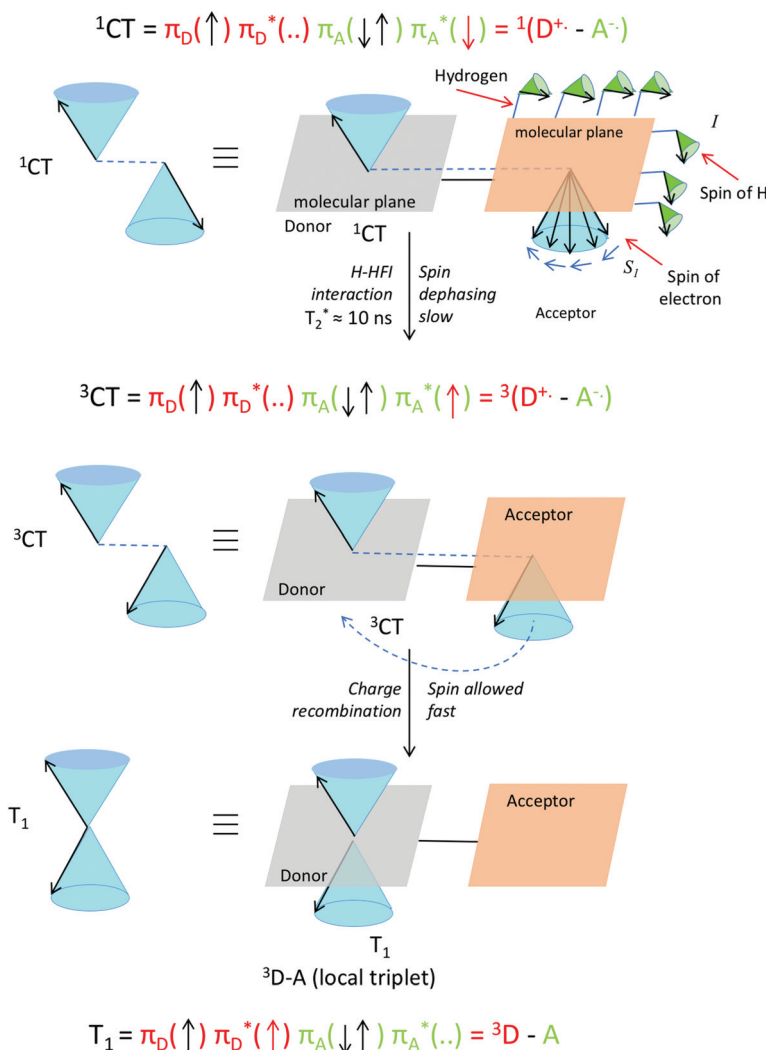 ¹CT = π_D(↑) π_D*(..) π_A(↓↑) π_A*(↓) = ¹(D⁺· - A⁻·)
Hydrogen
molecular plane
I
¹CT
≡
Spin of H
molecular plane
Donor
¹CT
S_I
Spin of
electron
H-HFI
interaction
T₂* ≈ 10 ns
Spin
dephasing
slow
Acceptor
³CT = π_D(↑) π_D*(..) π_A(↓↑) π_A*(↑) = ³(D⁺· - A⁻·)
³CT
≡
Acceptor
Donor
³CT
Charge
recombination
Spin allowed
fast
T₁
≡
Acceptor
Donor
T₁
³D-A (local triplet)
T₁ = π_D(↑) π_D*(↑) π_A(↓↑) π_A*(..) = ³D - A